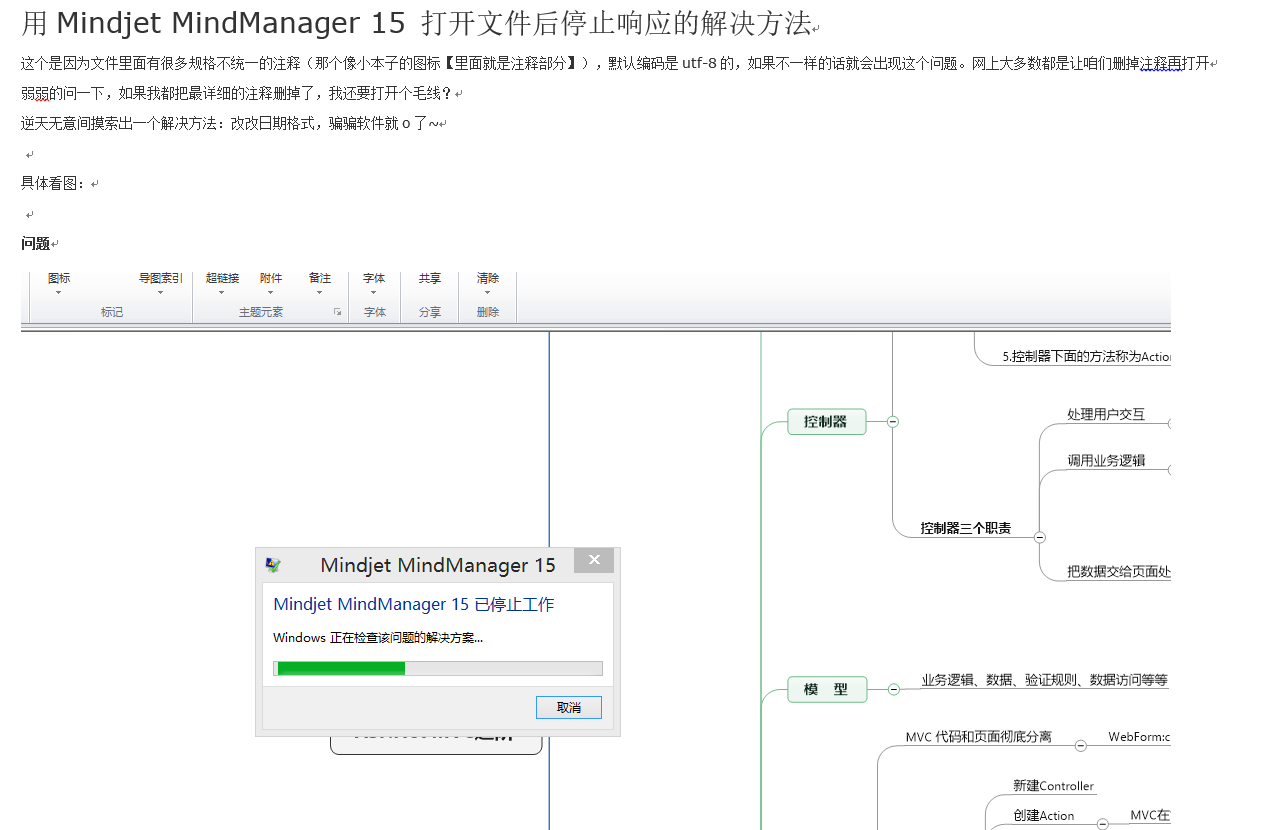 用 Mindjet MindManager 15 打开文件后停止响应的解决方法
这个是因为文件里面有很多规格不统一的注释（那个像小本子的图标【里面就是注释部分】），默认编码是 utf-8 的，如果不一样的话就会出现这个问题。网上大多数都是让咱们删掉注释再打开
弱弱的问一下，如果我都把最详细的注释删掉了，我还要打开个毛线？
逆天无意间摸索出一个解决方法：改改日期格式，骗骗软件就 o 了~
具体看图：
问题
图标 导图索引 超链接 附件 备注 字体 共享 清除
标记 主题元素 字体 分享 删除
5.控制器下面的方法称为Action
处理用户交互
控制器
调用业务逻辑
控制器三个职责
把数据交给页面处
Mindjet MindManager 15
Mindjet MindManager 15 已停止工作
Windows 正在检查该问题的解决方案...
取消
业务逻辑、数据、验证规则、数据访问等等
模 型
MVC 代码和页面彻底分离 WebForm:c
新建Controller
创建Action MVC在